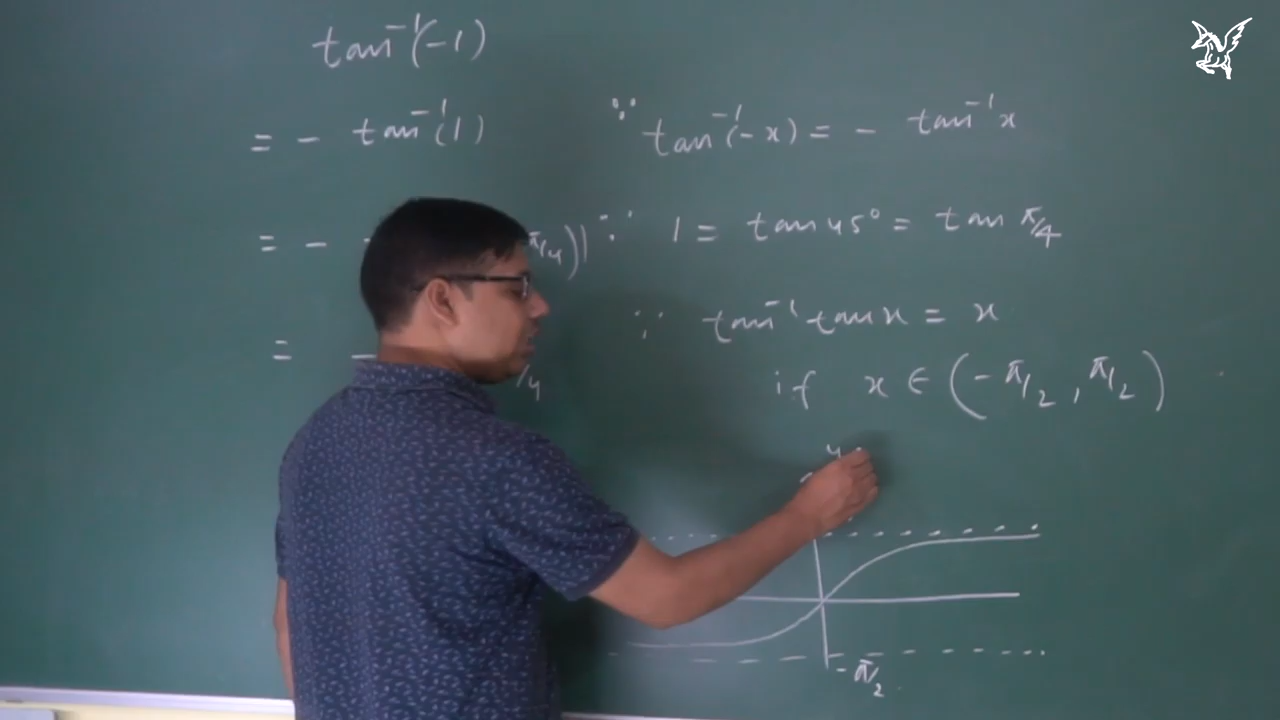 tan⁻¹(-1)
= - tan⁻¹(1) ∵ tan⁻¹(-x) = - tan⁻¹x
= - π/4)) ∵ 1 = tan 45° = tan π/4
= - /4 ∵ tan⁻¹ tan x = x
if x ∈ (-π/2, π/2)
y
-π/2